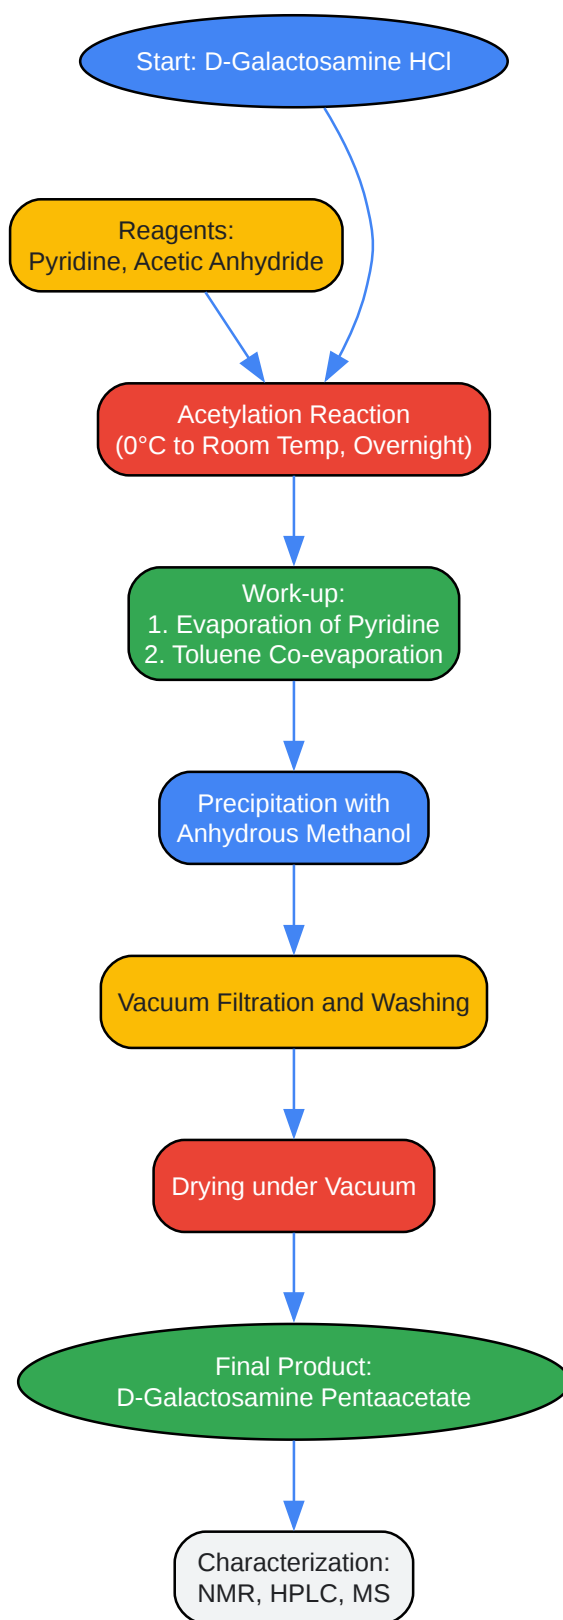 Start: D-Galactosamine HCl
Reagents:
Pyridine, Acetic Anhydride
Acetylation Reaction
(0°C to Room Temp, Overnight)
Work-up:
1. Evaporation of Pyridine
2. Toluene Co-evaporation
Precipitation with
Anhydrous Methanol
Vacuum Filtration and Washing
Drying under Vacuum
Final Product:
D-Galactosamine Pentaacetate
Characterization:
NMR, HPLC, MS